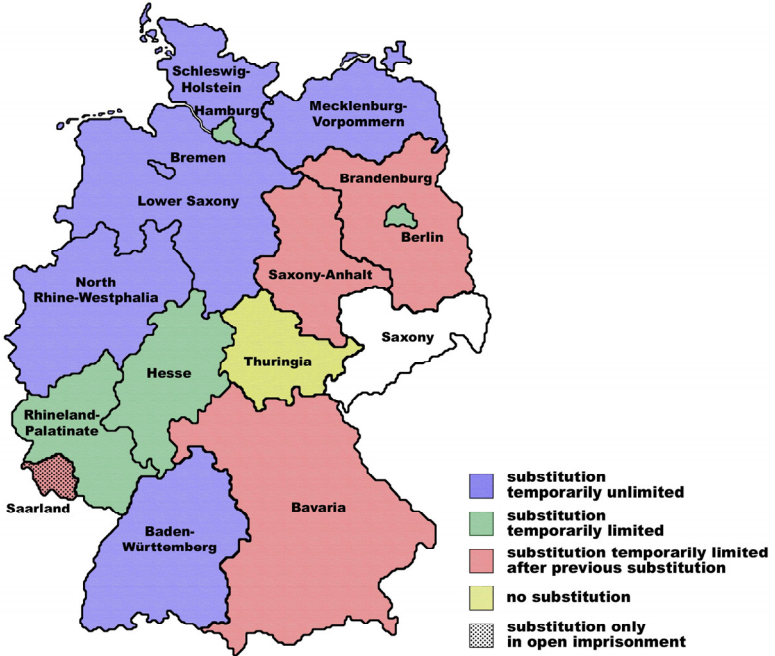 Schleswig-
Holstein
Hamburg
Mecklenburg-
Vorpommern
Bremen
Lower Saxony
Brandenburg
Berlin
Saxony-Anhalt
North
Rhine-Westphalia
Saxony
Thuringia
Hesse
Rhineland-
Palatinate
Saarland
Bavaria
Baden-
Württemberg
substitution
temporarily unlimited
substitution
temporarily limited
substitution temporarily limited
after previous substitution
no substitution
substitution only
in open imprisonment